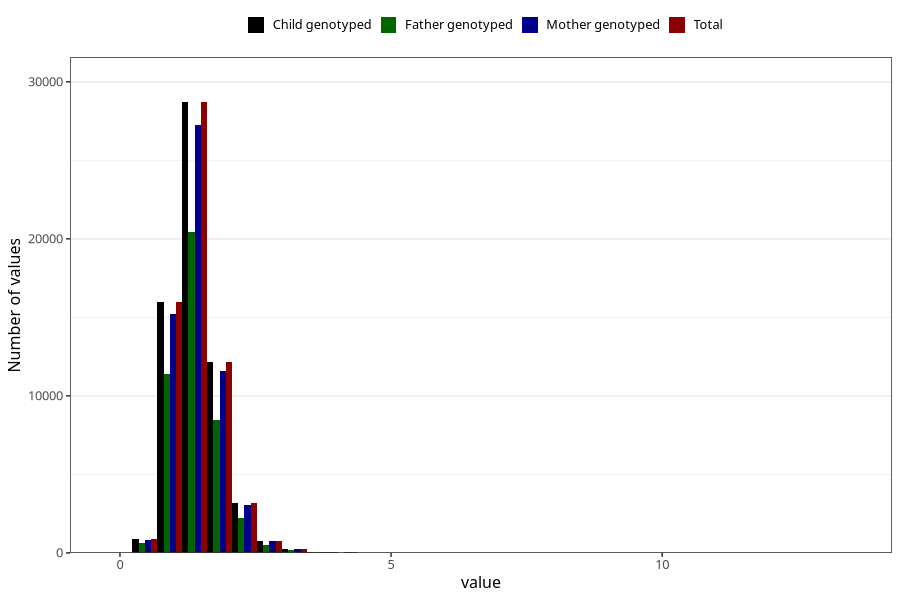 Child genotyped Father genotyped Mother genotyped Total
Number of values
30000
20000
10000
0
0 5 10
value